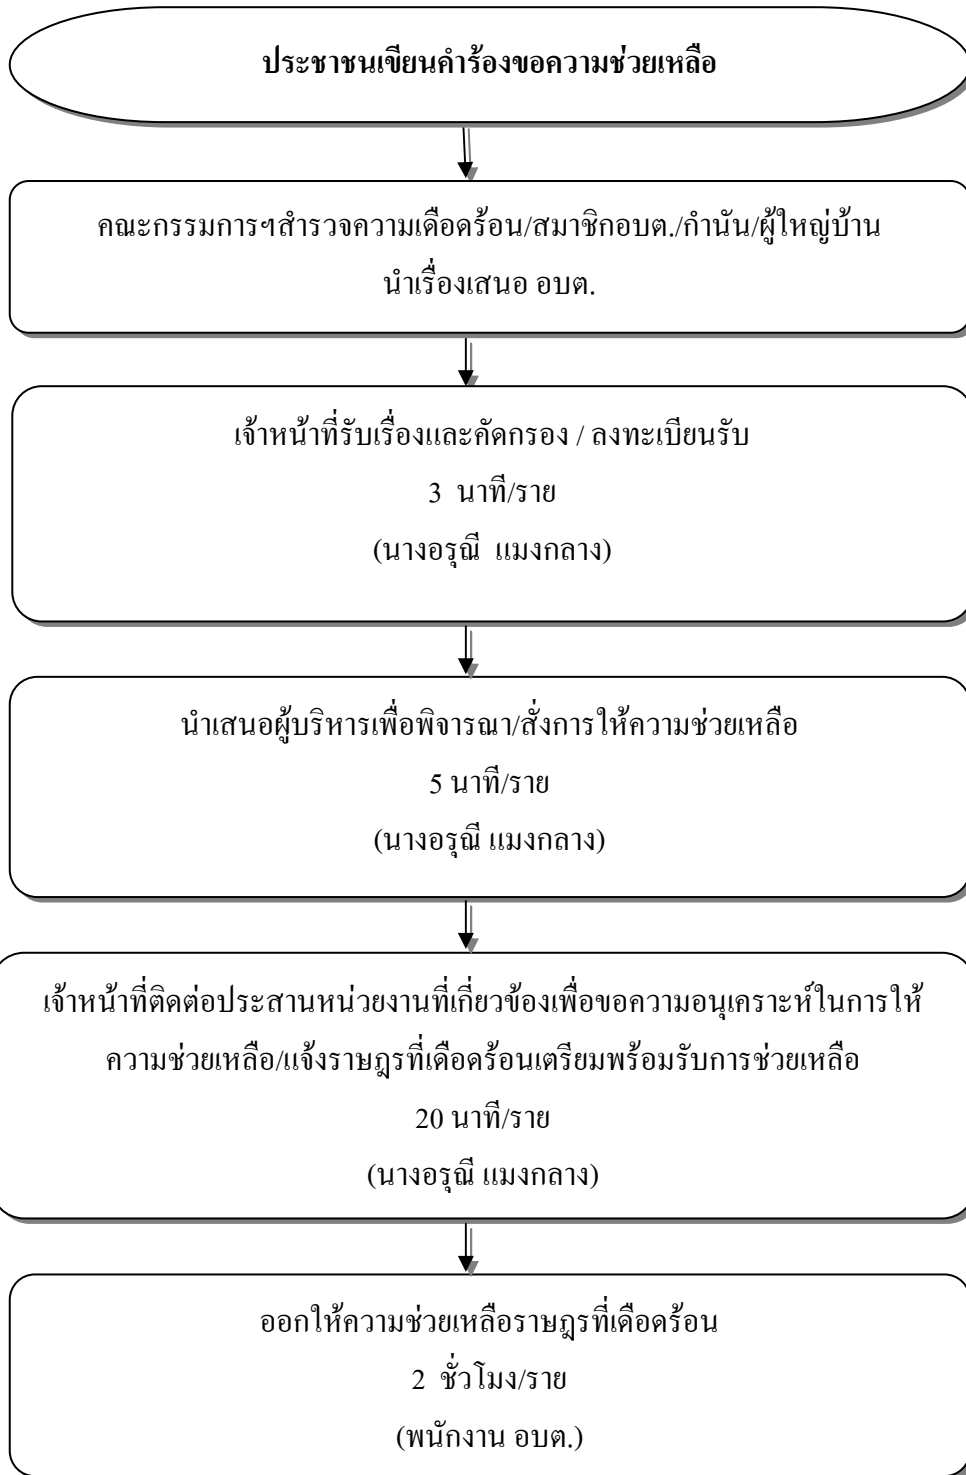 ประชาชนเขียนคำร้องขอความช่วยเหลือ
คณะกรรมการฯสำรวจความเดือดร้อน/สมาชิกอบต./กำนัน/ผู้ใหญ่บ้าน
นำเรื่องเสนอ อบต.
เจ้าหน้าที่รับเรื่องและคัดกรอง / ลงทะเบียนรับ
3 นาที/ราย
(นางอรุณี แมงกลาง)
นำเสนอผู้บริหารเพื่อพิจารณา/สั่งการให้ความช่วยเหลือ
5 นาที/ราย
(นางอรุณี แมงกลาง)
เจ้าหน้าที่ติดต่อประสานหน่วยงานที่เกี่ยวข้องเพื่อขอความอนุเคราะห์ในการให้
ความช่วยเหลือ/แจ้งราษฎรที่เดือดร้อนเตรียมพร้อมรับการช่วยเหลือ
20 นาที/ราย
(นางอรุณี แมงกลาง)
ออกให้ความช่วยเหลือราษฎรที่เดือดร้อน
2 ชั่วโมง/ราย
(พนักงาน อบต.)